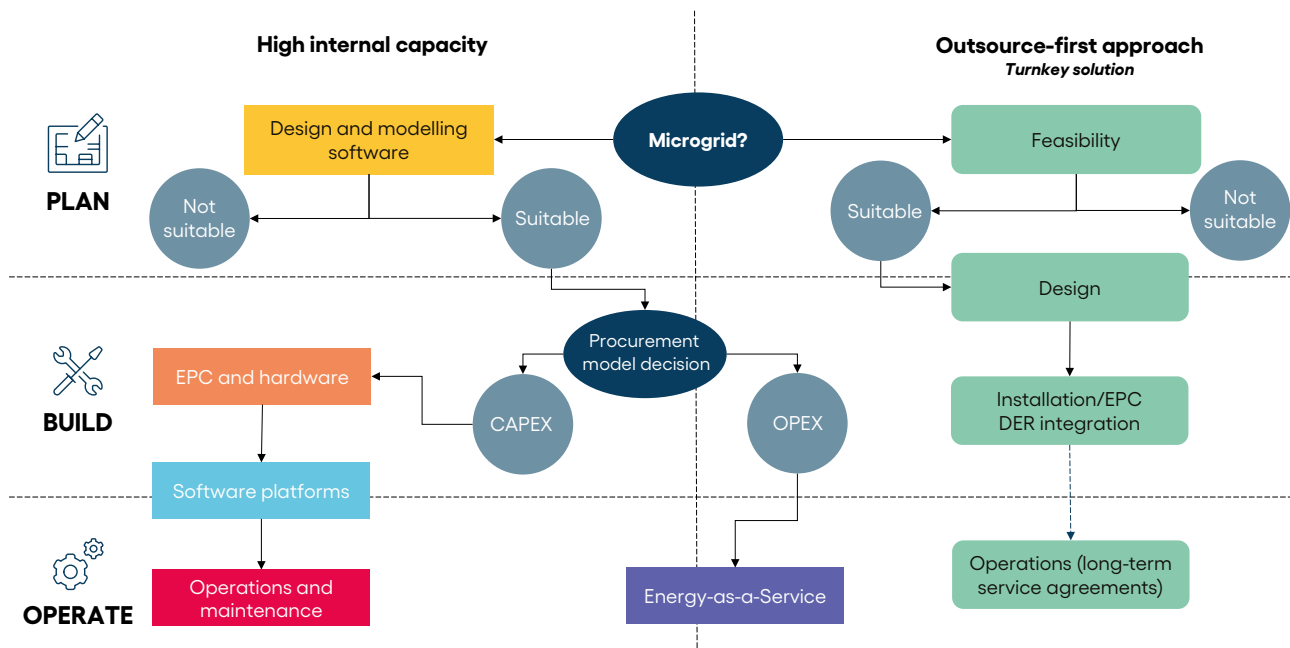 High internal capacity
Outsource-first approach
Turnkey solution
PLAN
Design and modelling
software
Microgrid?
Feasibility
Not
suitable
Suitable
Suitable
Not
suitable
Design
BUILD
Procurement
model decision
EPC and hardware
CAPEX
OPEX
Installation/EPC
DER integration
Software platforms
OPERATE
Operations and
maintenance
Energy-as-a-Service
Operations (long-term
service agreements)